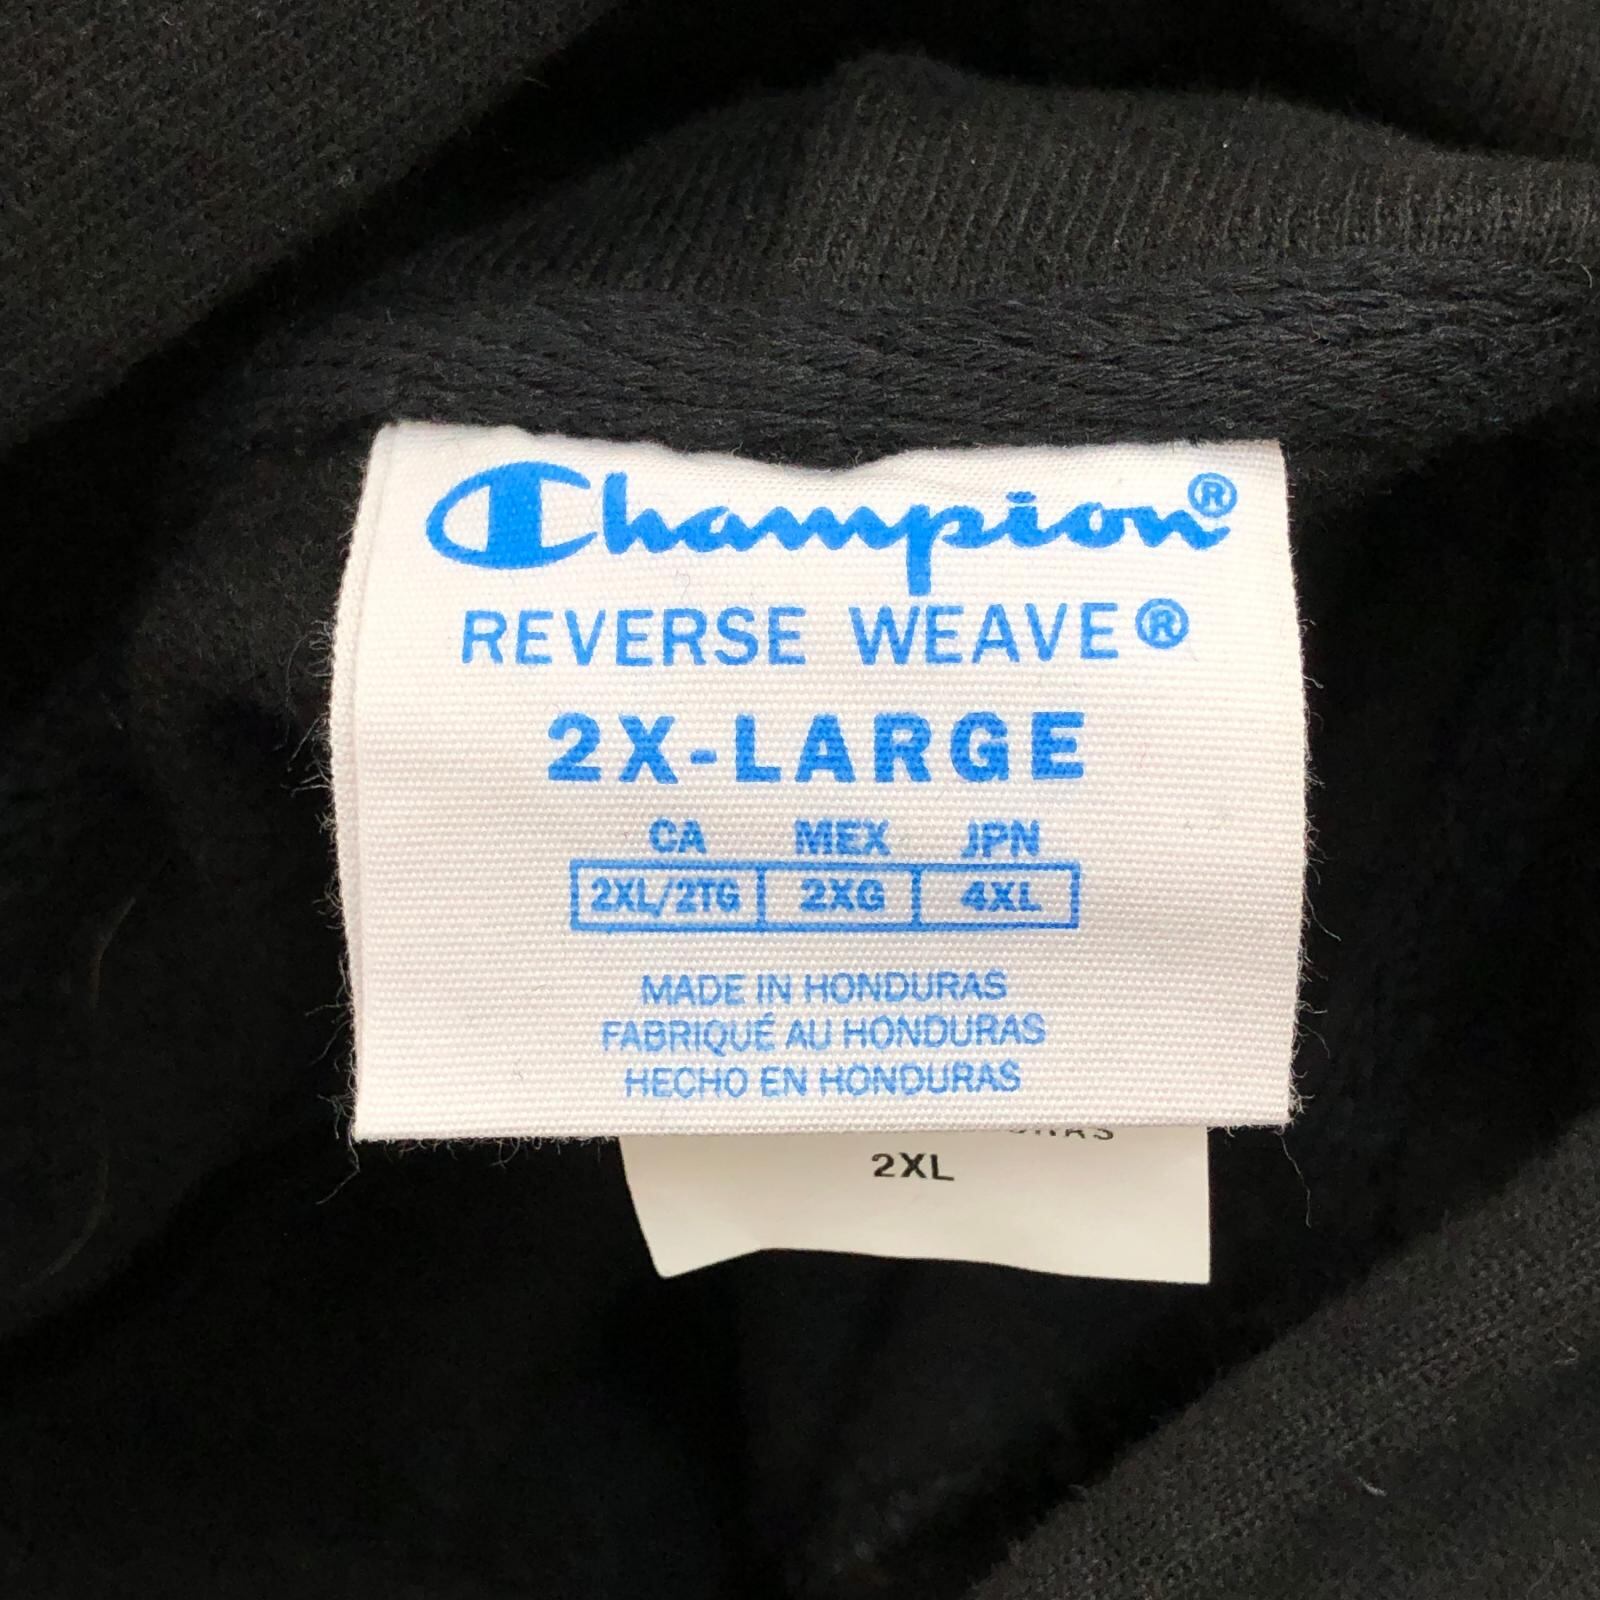 Champion®
REVERSE WEAVE®
2X-LARGE
CA MEX JPN
2XL/2TG 2XG 4XL
MADE IN HONDURAS
FABRIQUÉ AU HONDURAS
HECHO EN HONDURAS
2XL